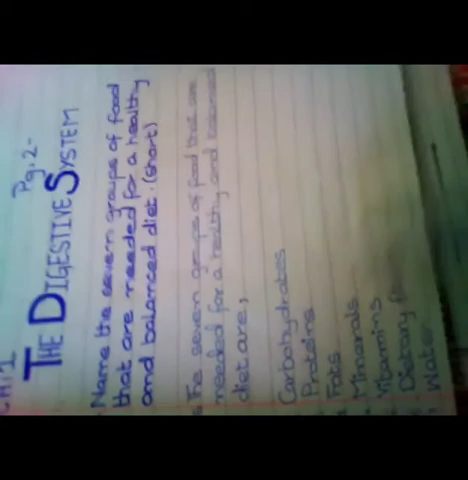 CH:1
Pg:2-
THE DIGESTIVE SYSTEM
Name the seven groups of food
that are needed for a healthy
and balanced diet. (short)
The seven groups of food that are
needed for a healthy and balanced
diet are,
Carbohydrates
Proteins
Fats
Minerals
Vitamins
Dietary
Water